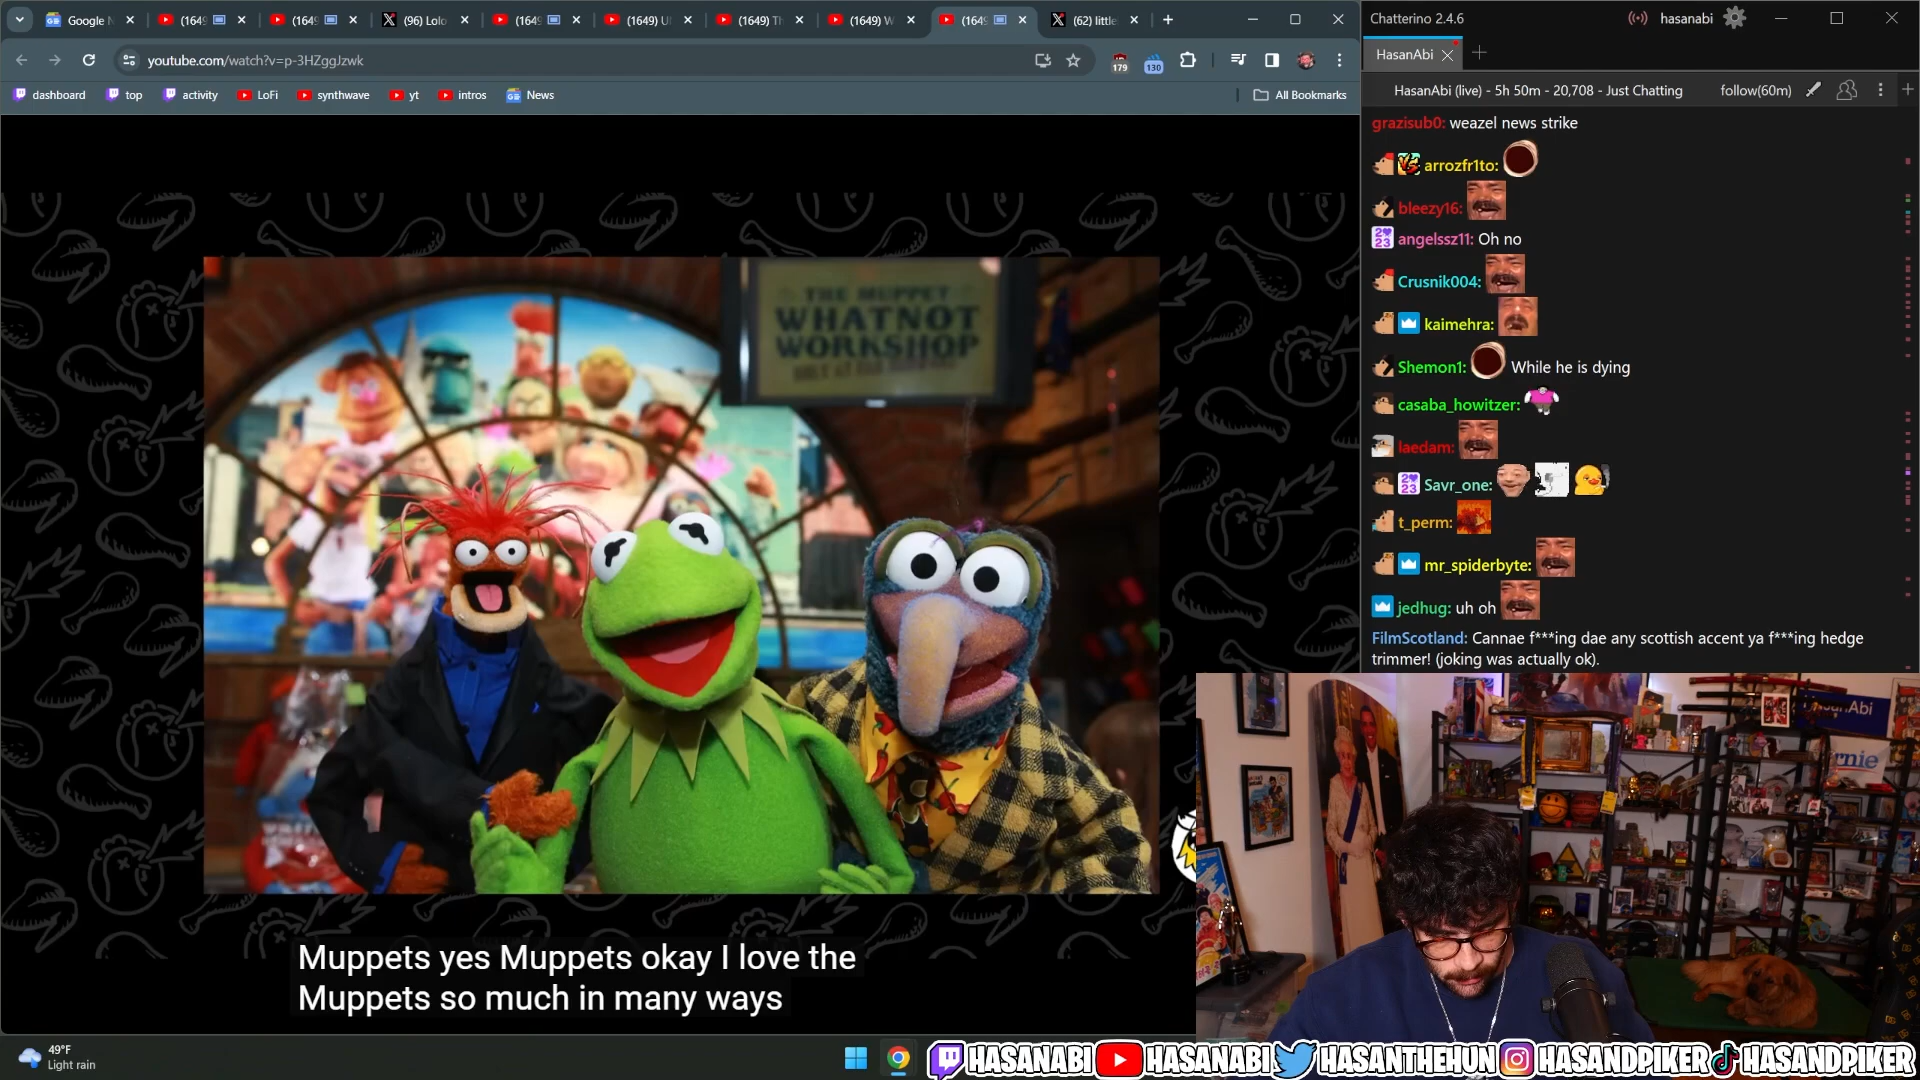 Google N
(1649
(1649
(96) Lolo
(1649
(1649) U
(1649) Th
(1649) W
(1649
(62) little
youtube.com/watch?v=p-3HZggJzwk
179
130
dashboard
top
activity
LoFi
synthwave
yt
intros
News
All Bookmarks
THE MUPPET
WHATNOT
WORKSHOP
Muppets yes Muppets okay I love the
Muppets so much in many ways
Chatterino 2.4.6
hasanabi
HasanAbi
HasanAbi (live) - 5h 50m - 20,708 - Just Chatting
follow(60m)
grazisub0: weazel news strike
arrozfr1to:
bleezy16:
angelssz11: Oh no
Crusnik004:
kaimehra:
Shemon1: While he is dying
casaba_howitzer:
laedam:
Savr_one:
t_perm:
mr_spiderbyte:
jedhug: uh oh
FilmScotland: Cannae f***ing dae any scottish accent ya f***ing hedge
trimmer! (joking was actually ok).
49°F
Light rain
HASANABI
HASANABI
HASANTHEHUN
HASANDPIKER
HASANDPIKER